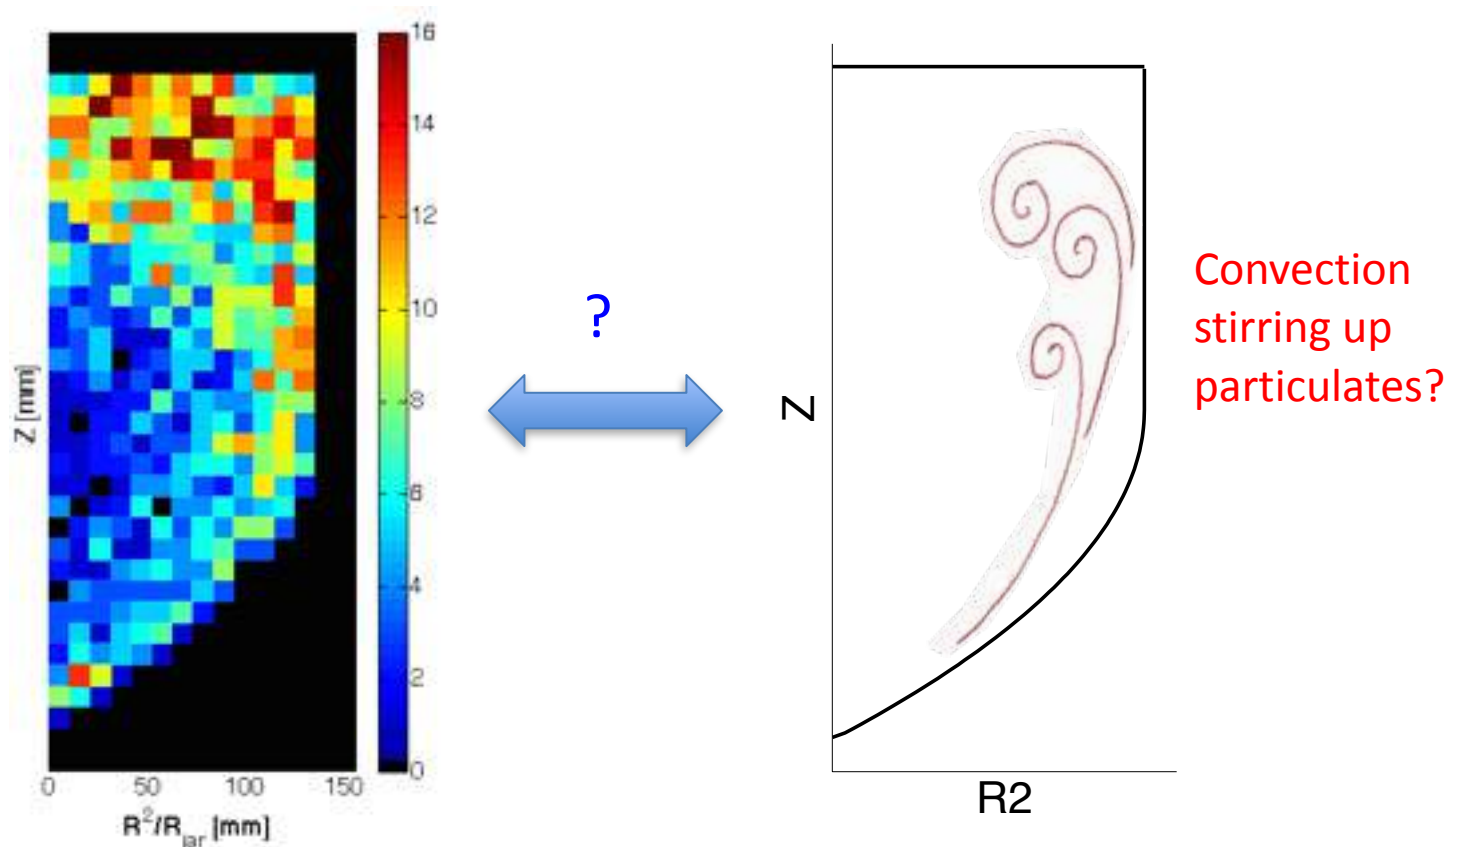 16
14
12
10
8
6
4
2
0
Z [mm]
0 50 100 150
R²/R_jar [mm]
?
Z
R2
Convection
stirring up
particulates?